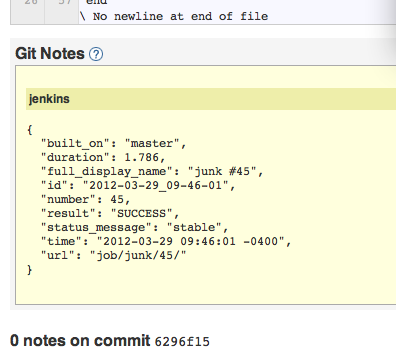 26 57 end
\ No newline at end of file
Git Notes ?
jenkins
{
"built_on": "master",
"duration": 1.786,
"full_display_name": "junk #45",
"id": "2012-03-29_09-46-01",
"number": 45,
"result": "SUCCESS",
"status_message": "stable",
"time": "2012-03-29 09:46:01 -0400",
"url": "job/junk/45/"
}
0 notes on commit 6296f15